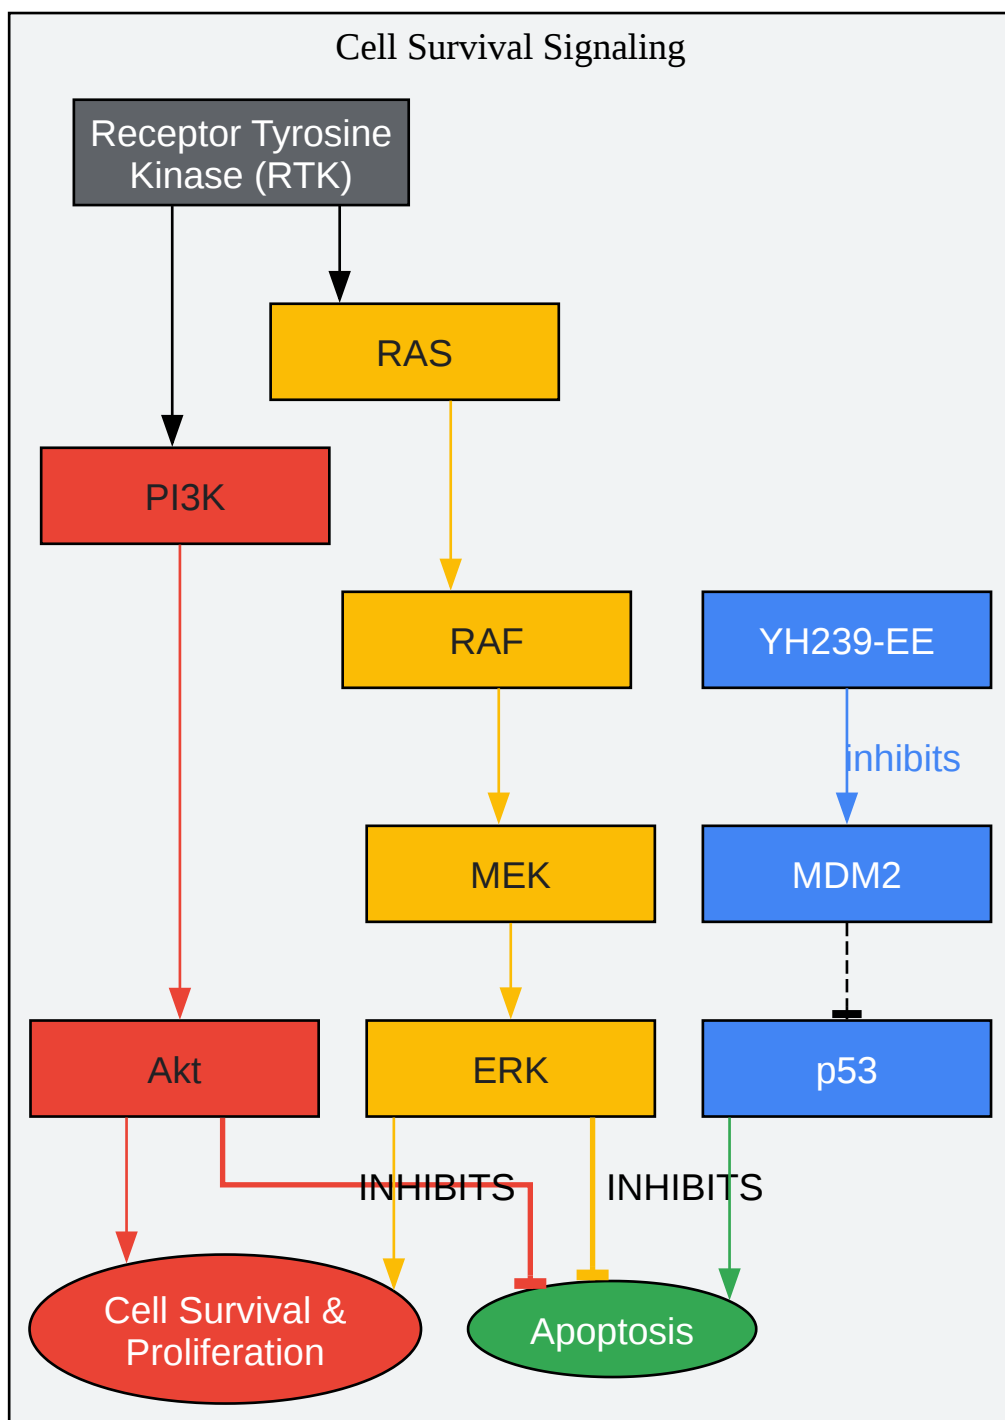 Cell Survival Signaling
Receptor Tyrosine
Kinase (RTK)
RAS
PI3K
RAF
YH239-EE
inhibits
MEK
MDM2
Akt
ERK
p53
INHIBITS
INHIBITS
Cell Survival &
Proliferation
Apoptosis